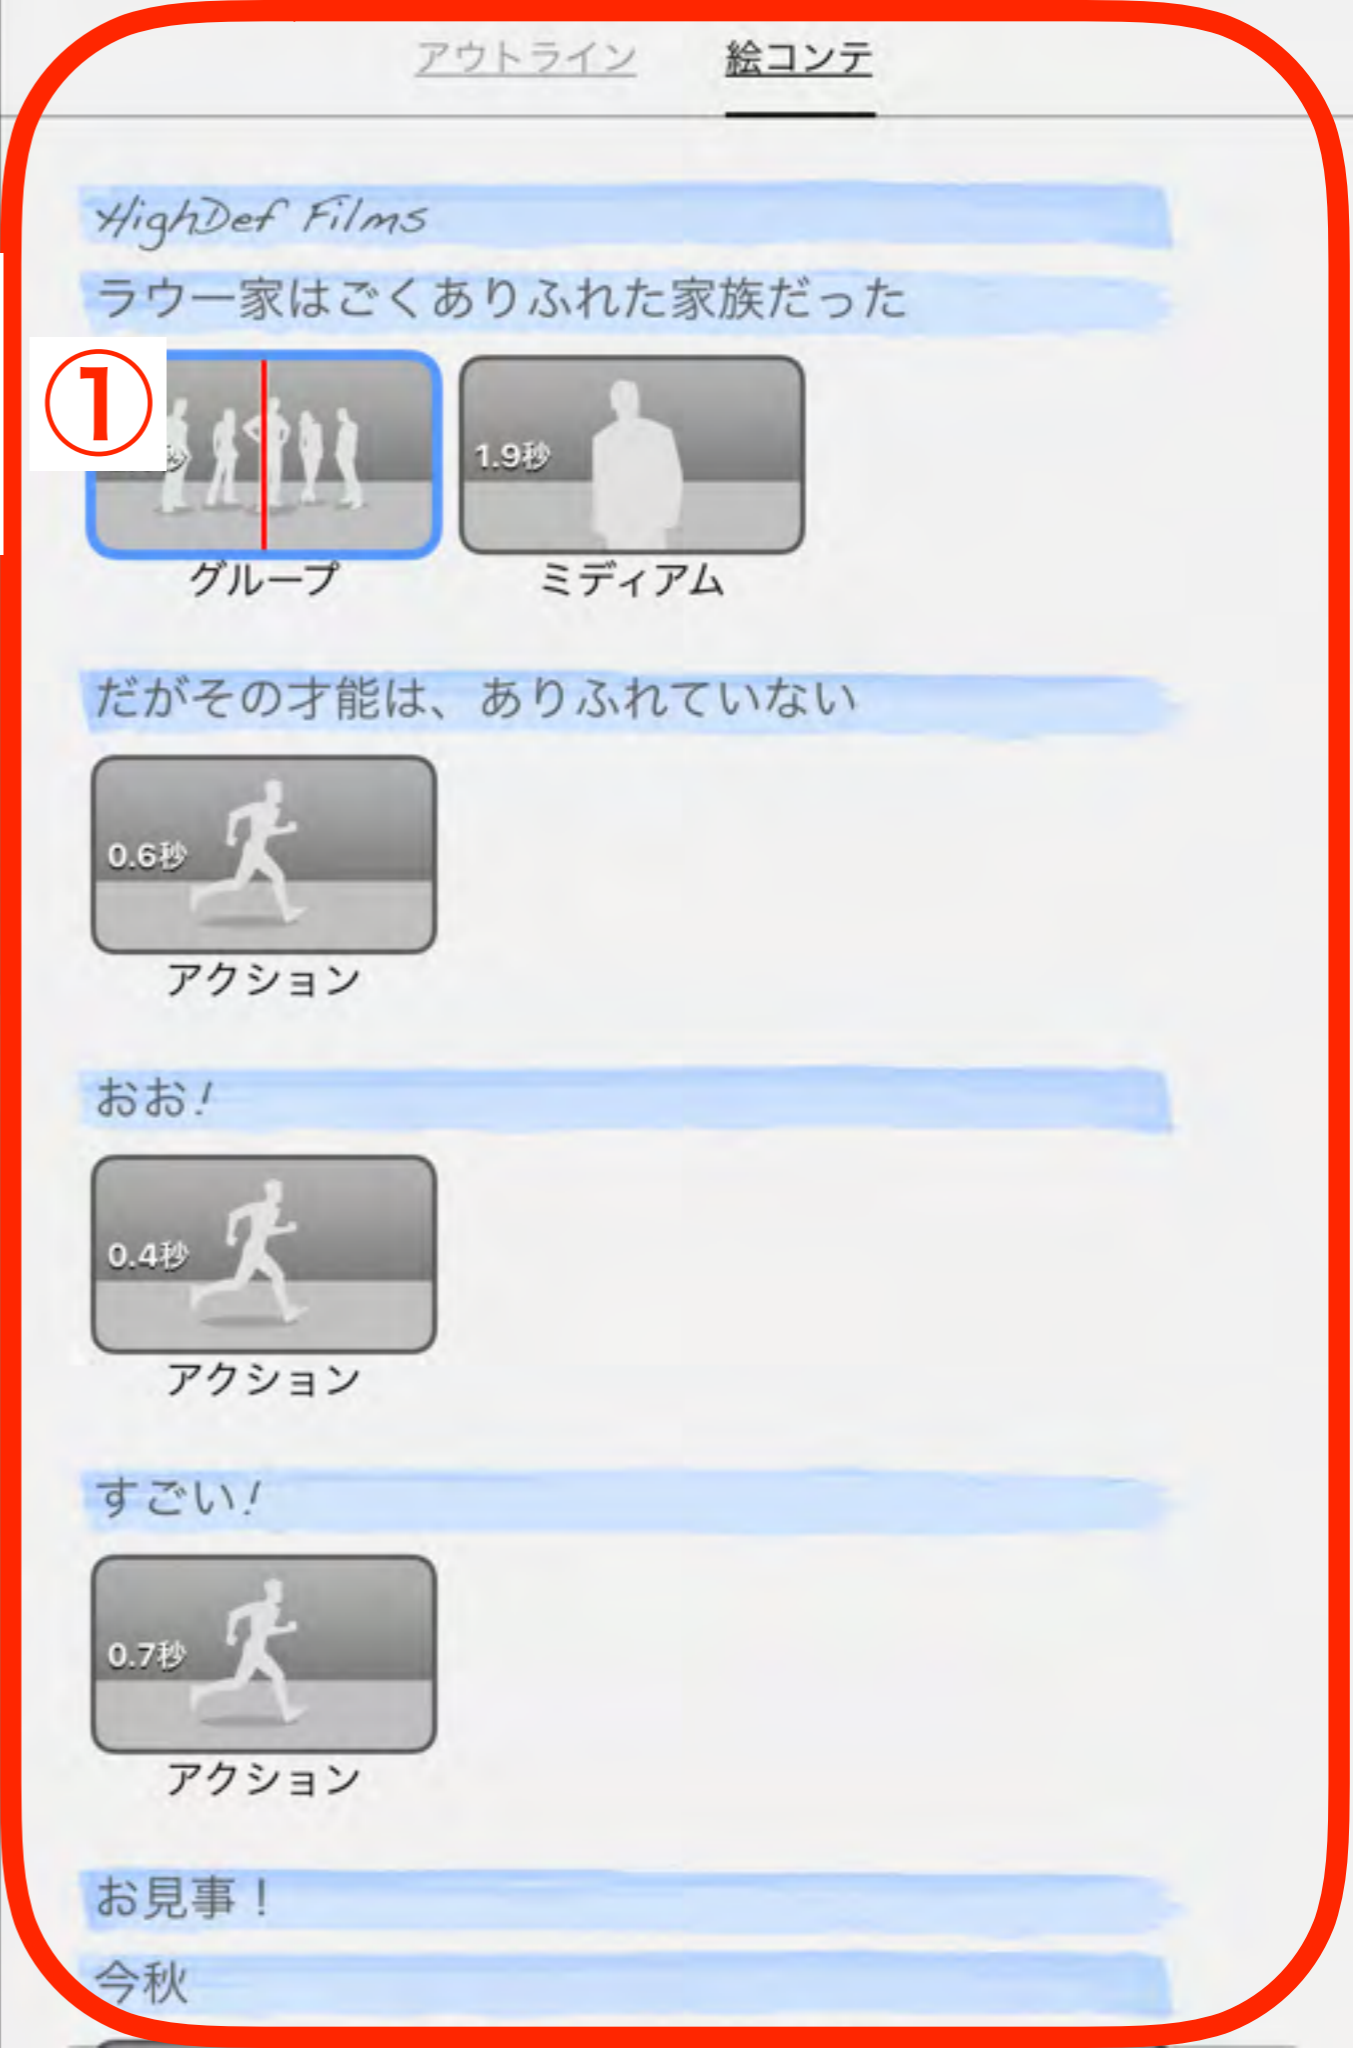 アウトライン 絵コンテ
HighDef Films
ラウ一家はごくありふれた家族だった
①
秒 1.9秒
グループ ミディアム
だがその才能は、ありふれていない
0.6秒
アクション
おお!
0.4秒
アクション
すごい!
0.7秒
アクション
お見事！
今秋